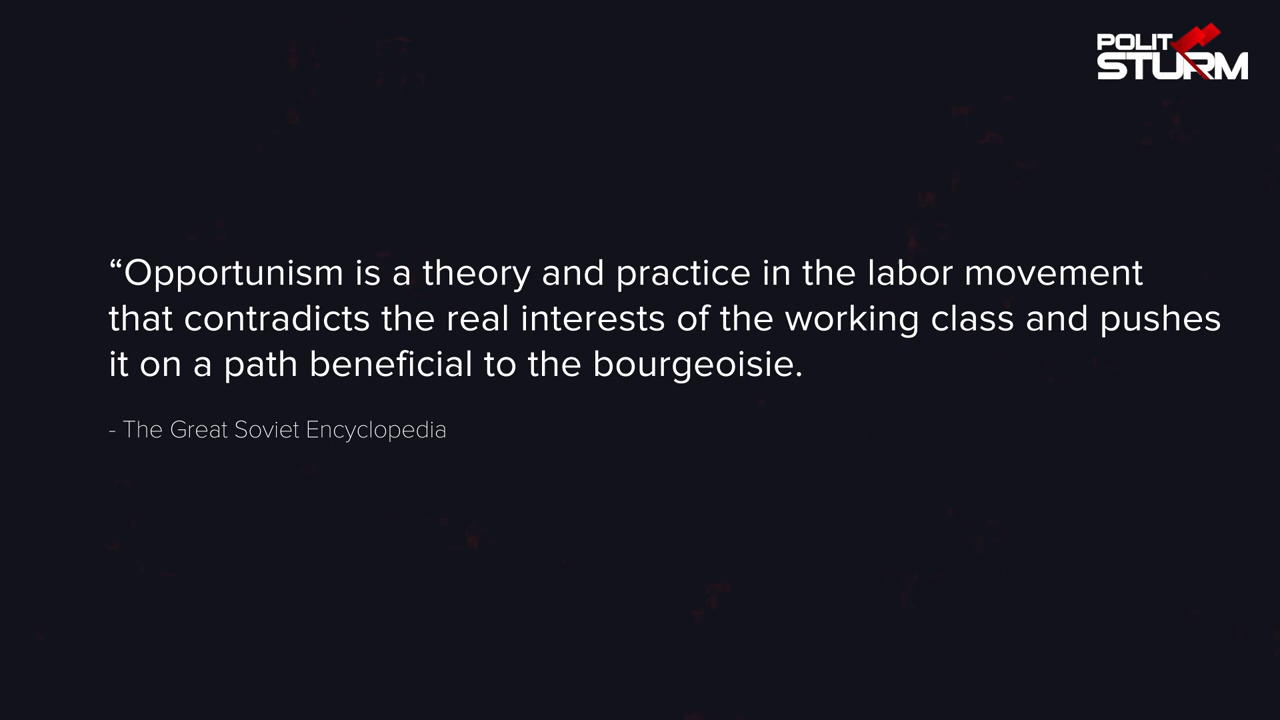 POLIT
STURM
“Opportunism is a theory and practice in the labor movement
that contradicts the real interests of the working class and pushes
it on a path beneficial to the bourgeoisie.
- The Great Soviet Encyclopedia